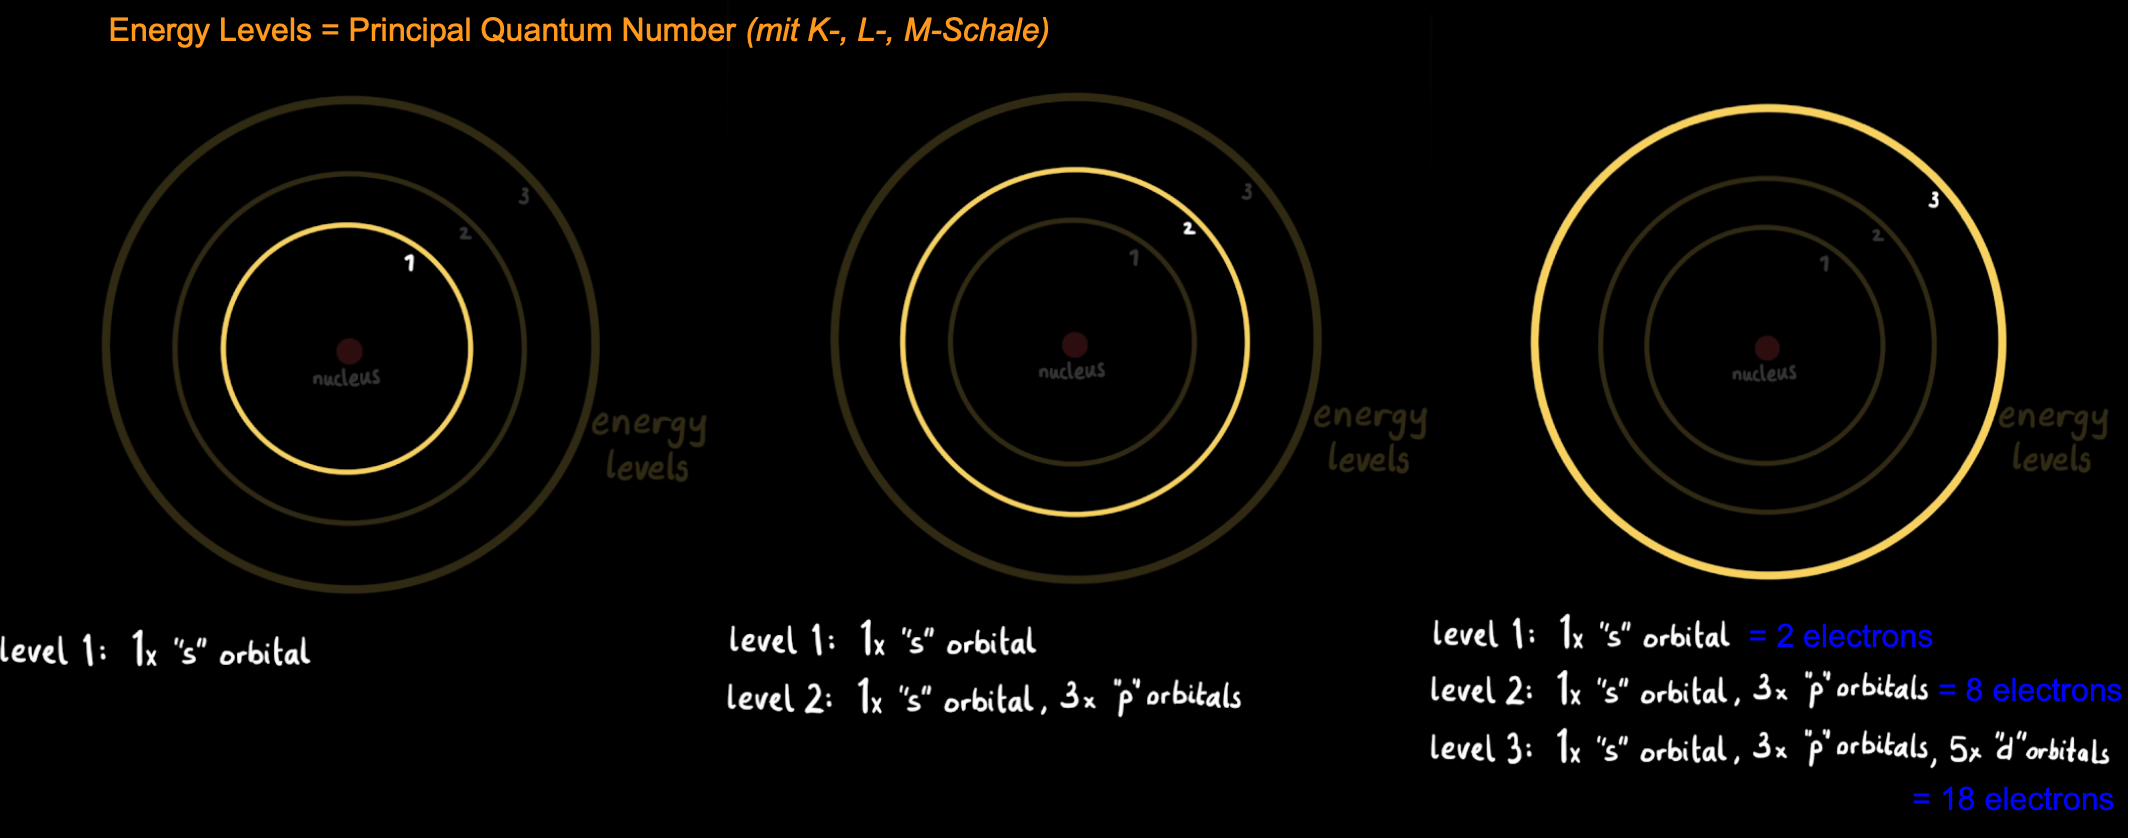 Energy Levels = Principal Quantum Number (mit K-, L-, M-Schale)
3
2
1
nucleus
energy
levels
level 1: 1x "s" orbital
3
2
1
nucleus
energy
levels
level 1: 1x "s" orbital
level 2: 1x "s" orbital, 3x "p" orbitals
3
2
1
nucleus
energy
levels
level 1: 1x "s" orbital = 2 electrons
level 2: 1x "s" orbital, 3x "p" orbitals = 8 electrons
level 3: 1x "s" orbital, 3x "p" orbitals, 5x "d" orbitals
= 18 electrons